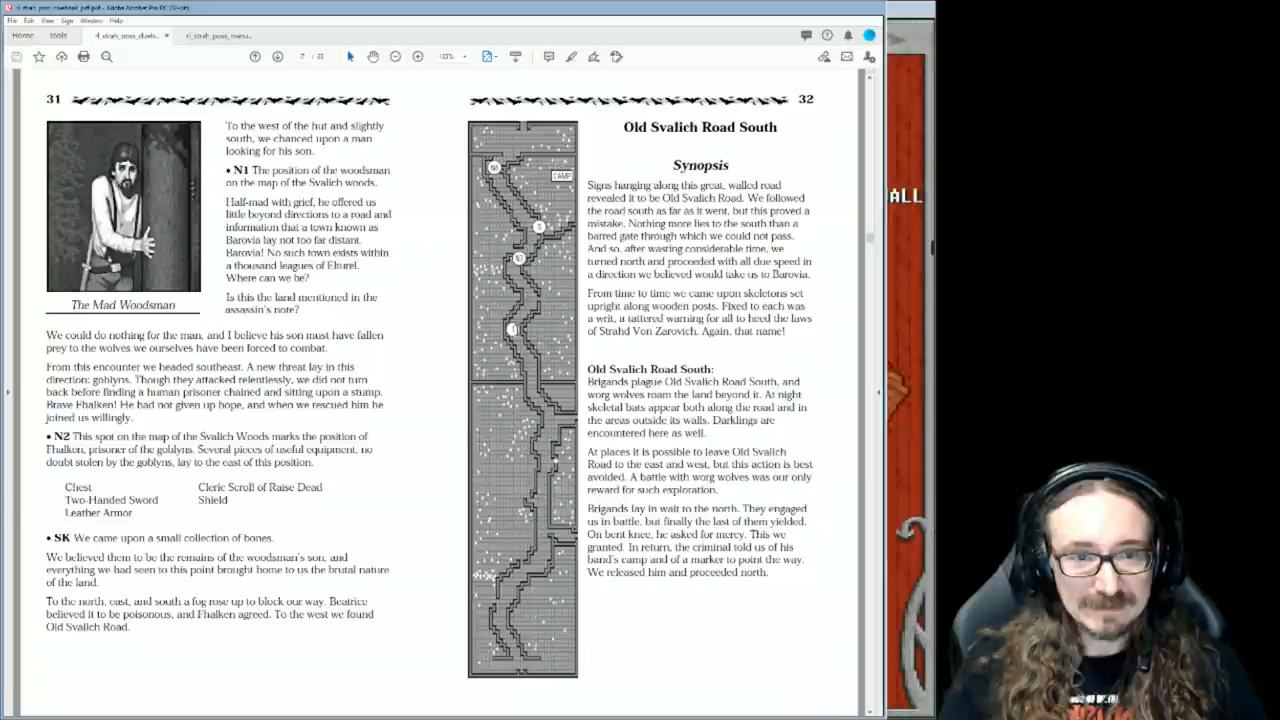 File Edit View Sign Window Help
Home Tools
115%
31
To the west of the hut and slightly
south, we chanced upon a man
looking for his son.
• N1 The position of the woodsman
on the map of the Svalich woods.
Half-mad with grief, he offered us
little beyond directions to a road and
information that a town known as
Barovia lay not too far distant.
Barovia! No such town exists within
a thousand leagues of Elturel.
Where can we be?
Is this the land mentioned in the
assassin's note?
The Mad Woodsman
We could do nothing for the man, and I believe his son must have fallen
prey to the wolves we ourselves have been forced to combat.
From this encounter we headed southeast. A new threat lay in this
direction: goblyns. Though they attacked relentlessly, we did not turn
back before finding a human prisoner chained and sitting upon a stump.
Brave Fhalken! He had not given up hope, and when we rescued him he
joined us willingly.
• N2 This spot on the map of the Svalich Woods marks the position of
Fhalken, prisoner of the goblyns. Several pieces of useful equipment, no
doubt stolen by the goblyns, lay to the east of this position.
Chest Cleric Scroll of Raise Dead
Two-Handed Sword Shield
Leather Armor
• SK We came upon a small collection of bones.
We believed them to be the remains of the woodsman's son, and
everything we had seen to this point brought home to us the brutal nature
of the land.
To the north, east, and south a fog rose up to block our way. Beatrice
believed it to be poisonous, and Fhalken agreed. To the west we found
Old Svalich Road.
32
CAMP
Old Svalich Road South
Synopsis
Signs hanging along this great, walled road
revealed it to be Old Svalich Road. We followed
the road south as far as it went, but this proved a
mistake. Nothing more lies to the south than a
barred gate through which we could not pass.
And so, after wasting considerable time, we
turned north and proceeded with all due speed in
a direction we believed would take us to Barovia.
From time to time we came upon skeletons set
upright along wooden posts. Fixed to each was
a writ, a tattered warning for all to heed the laws
of Strahd Von Zarovich. Again, that name!
Old Svalich Road South:
Brigands plague Old Svalich Road South, and
worg wolves roam the land beyond it. At night
skeletal bats appear both along the road and in
the areas outside its walls. Darklings are
encountered here as well.
At places it is possible to leave Old Svalich
Road to the east and west, but this action is best
avoided. A battle with worg wolves was our only
reward for such exploration.
Brigands lay in wait to the north. They engaged
us in battle, but finally the last of them yielded.
On bent knee, he asked for mercy. This we
granted. In return, the criminal told us of his
band's camp and of a marker to point the way.
We released him and proceeded north.
ALL